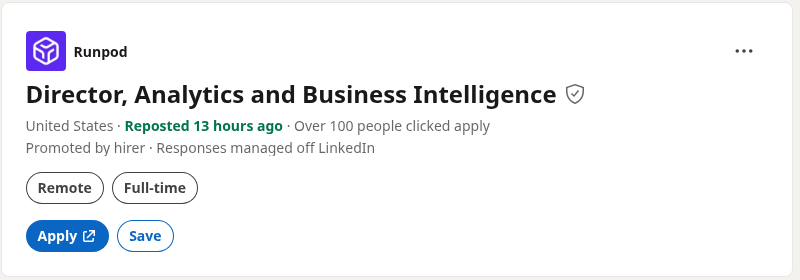 Runpod
Director, Analytics and Business Intelligence
United States · Reposted 13 hours ago · Over 100 people clicked apply
Promoted by hirer · Responses managed off LinkedIn
Remote Full-time
Apply Save